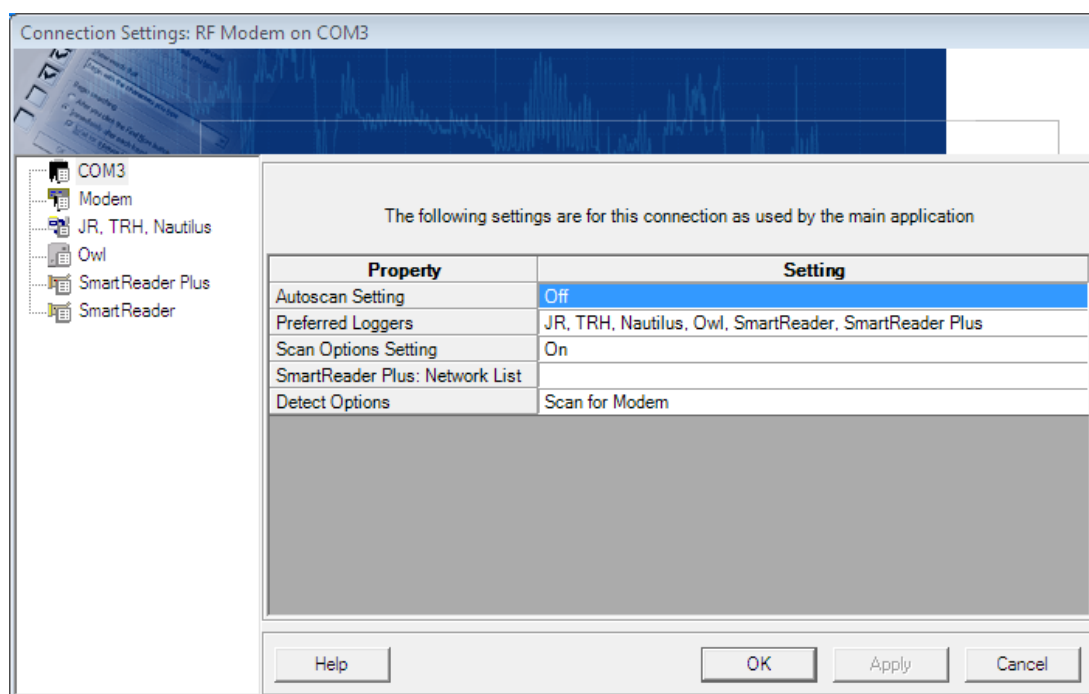 Connection Settings: RF Modem on COM3
COM3
Modem
JR, TRH, Nautilus
Owl
SmartReader Plus
SmartReader
The following settings are for this connection as used by the main application
Property Setting
Autoscan Setting Off
Preferred Loggers JR, TRH, Nautilus, Owl, SmartReader, SmartReader Plus
Scan Options Setting On
SmartReader Plus: Network List
Detect Options Scan for Modem
Help OK Apply Cancel